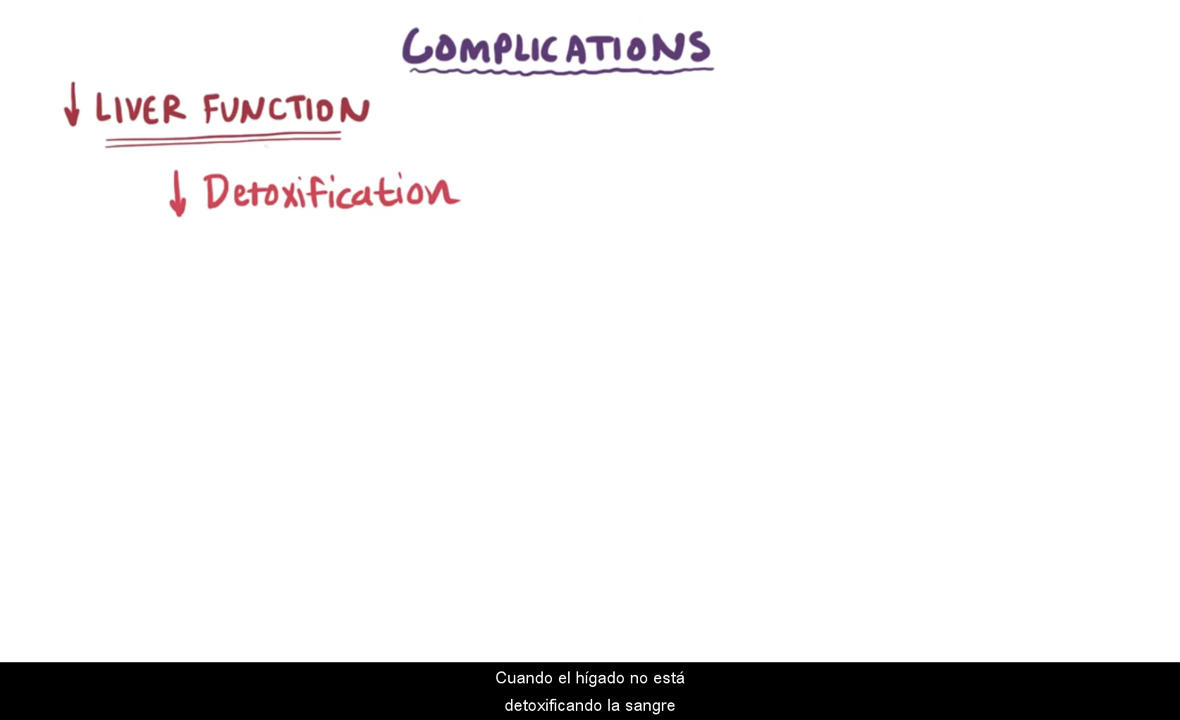 COMPLICATIONS
↓ LIVER FUNCTION
↓ Detoxification
Cuando el hígado no está
detoxificando la sangre